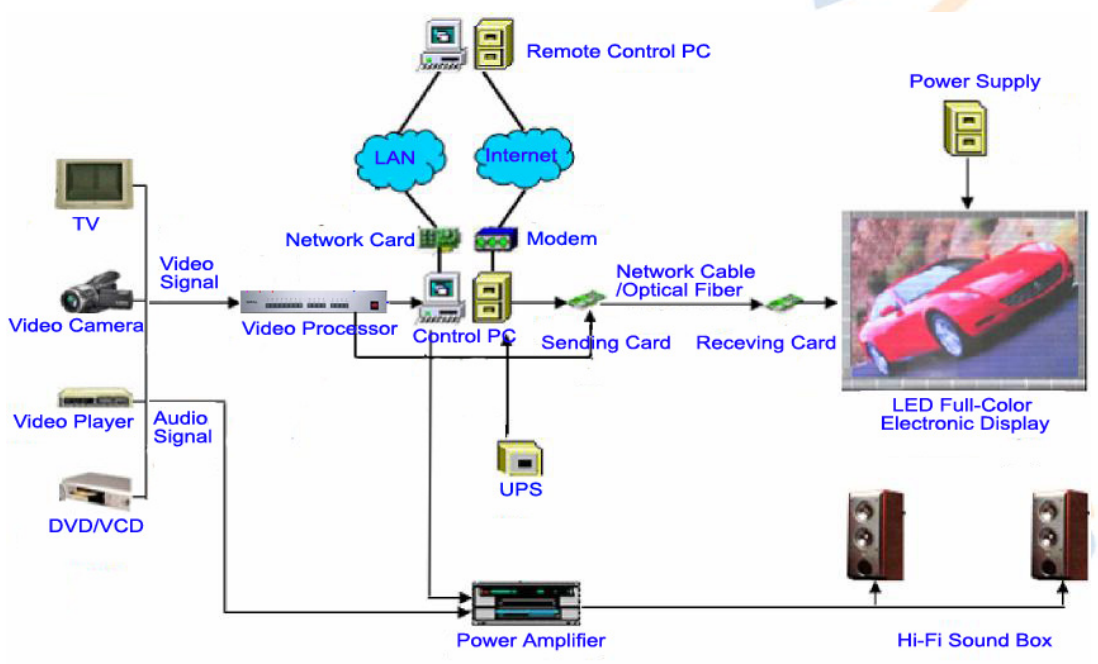 Remote Control PC
Power Supply
LAN
Internet
TV
Network Card
Modem
Video
Signal
Network Cable
/Optical Fiber
Video Camera
Video Processor
Control PC
Sending Card
Receving Card
LED Full-Color
Electronic Display
Video Player
Audio
Signal
UPS
DVD/VCD
Power Amplifier
Hi-Fi Sound Box